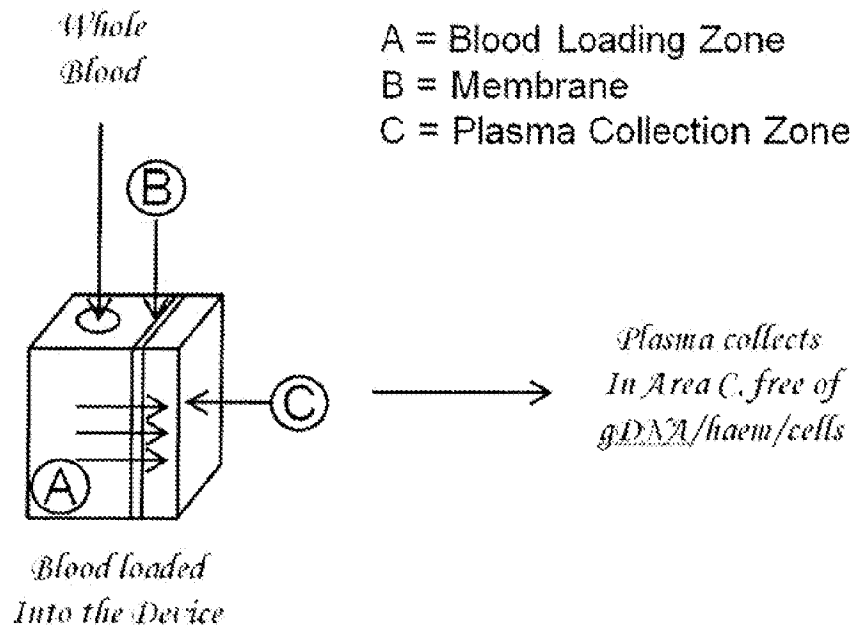 Whole
Blood
A = Blood Loading Zone
B = Membrane
C = Plasma Collection Zone
B
C
A
Plasma collects
In Area C, free of
gDNA/haem/cells
Blood loaded
Into the Device